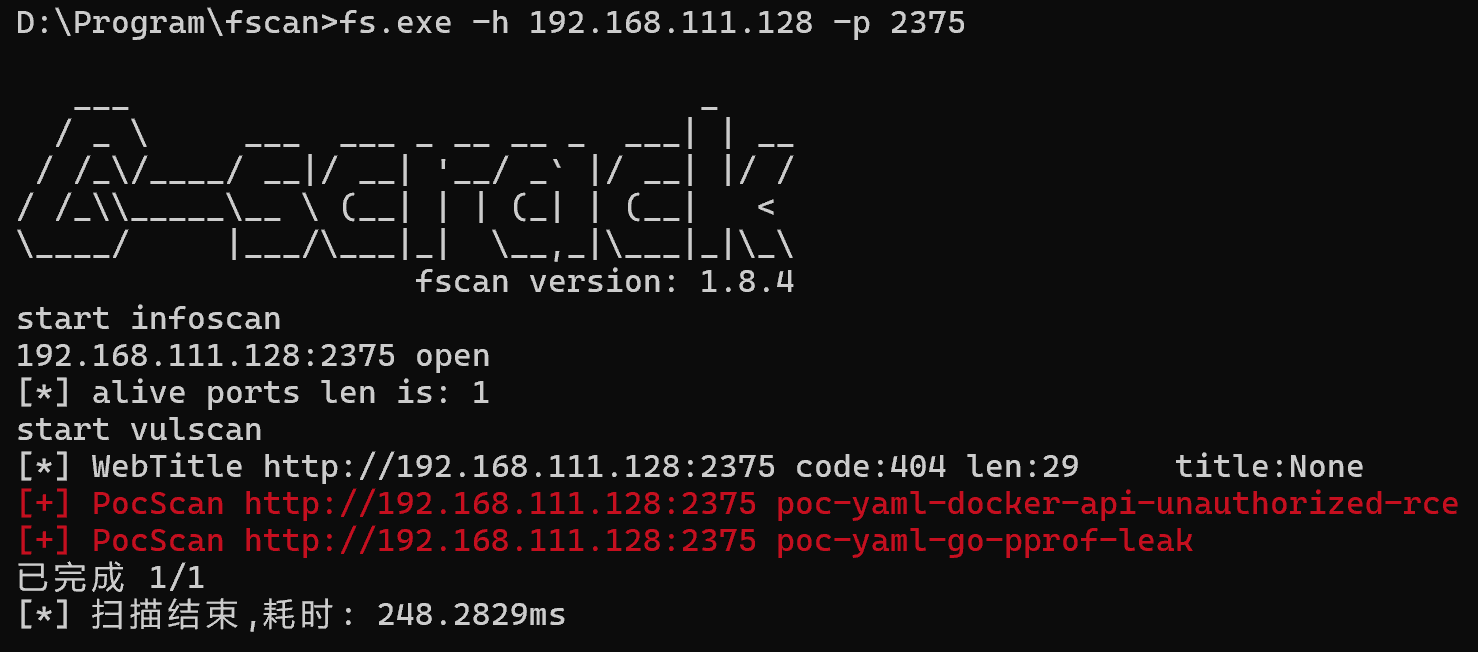 D:\Program\fscan>fs.exe -h 192.168.111.128 -p 2375
   ___                              _
  / _ \     ___  ___ _ __ __ _  ___| | __
 / /_\/____/ __|/ __| '__/ _` |/ __| |/ /
/ /_\\_____\__ \ (__| | | (_| | (__|   <
\____/     |___/\___|_|  \__,_|\___|_|\_\
                     fscan version: 1.8.4
start infoscan
192.168.111.128:2375 open
[*] alive ports len is: 1
start vulscan
[*] WebTitle http://192.168.111.128:2375 code:404 len:29     title:None
[+] PocScan http://192.168.111.128:2375 poc-yaml-docker-api-unauthorized-rce
[+] PocScan http://192.168.111.128:2375 poc-yaml-go-pprof-leak
已完成 1/1
[*] 扫描结束,耗时: 248.2829ms